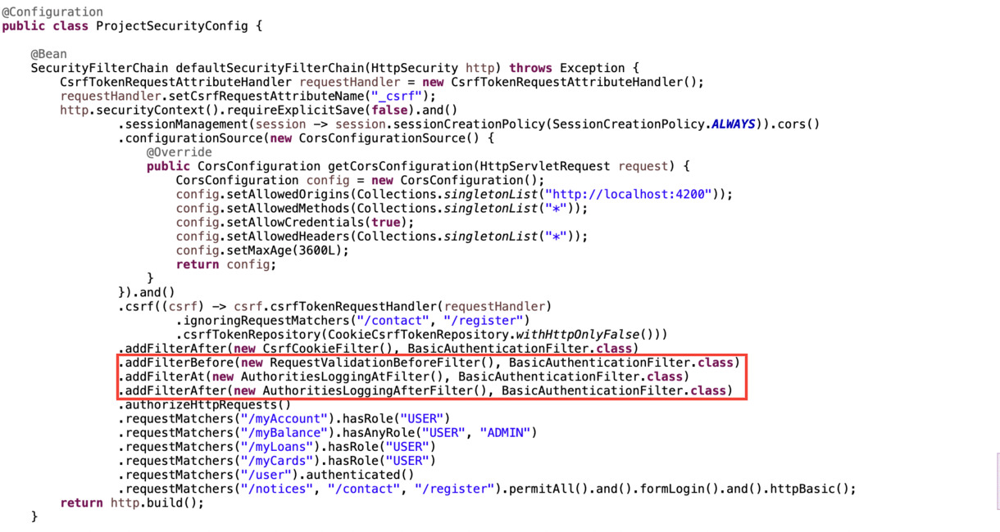 @Configuration
public class ProjectSecurityConfig {
@Bean
SecurityFilterChain defaultSecurityFilterChain(HttpSecurity http) throws Exception {
CsrfTokenRequestAttributeHandler requestHandler = new CsrfTokenRequestAttributeHandler();
requestHandler.setCsrfRequestAttributeName("_csrf");
http.securityContext().requireExplicitSave(false).and()
.sessionManagement(session -> session.sessionCreationPolicy(SessionCreationPolicy.ALWAYS)).cors()
.configurationSource(new CorsConfigurationSource() {
@Override
public CorsConfiguration getCorsConfiguration(HttpServletRequest request) {
CorsConfiguration config = new CorsConfiguration();
config.setAllowedOrigins(Collections.singletonList("http://localhost:4200"));
config.setAllowedMethods(Collections.singletonList("*"));
config.setAllowCredentials(true);
config.setAllowedHeaders(Collections.singletonList("*"));
config.setMaxAge(3600L);
return config;
}
}).and()
.csrf((csrf) -> csrf.csrfTokenRequestHandler(requestHandler)
.ignoringRequestMatchers("/contact", "/register")
.csrfTokenRepository(CookieCsrfTokenRepository.withHttpOnlyFalse()))
.addFilterAfter(new CsrfCookieFilter(), BasicAuthenticationFilter.class)
.addFilterBefore(new RequestValidationBeforeFilter(), BasicAuthenticationFilter.class)
.addFilterAt(new AuthoritiesLoggingAtFilter(), BasicAuthenticationFilter.class)
.addFilterAfter(new AuthoritiesLoggingAfterFilter(), BasicAuthenticationFilter.class)
.authorizeHttpRequests()
.requestMatchers("/myAccount").hasRole("USER")
.requestMatchers("/myBalance").hasAnyRole("USER", "ADMIN")
.requestMatchers("/myLoans").hasRole("USER")
.requestMatchers("/myCards").hasRole("USER")
.requestMatchers("/user").authenticated()
.requestMatchers("/notices", "/contact", "/register").permitAll().and().formLogin().and().httpBasic();
return http.build();
}